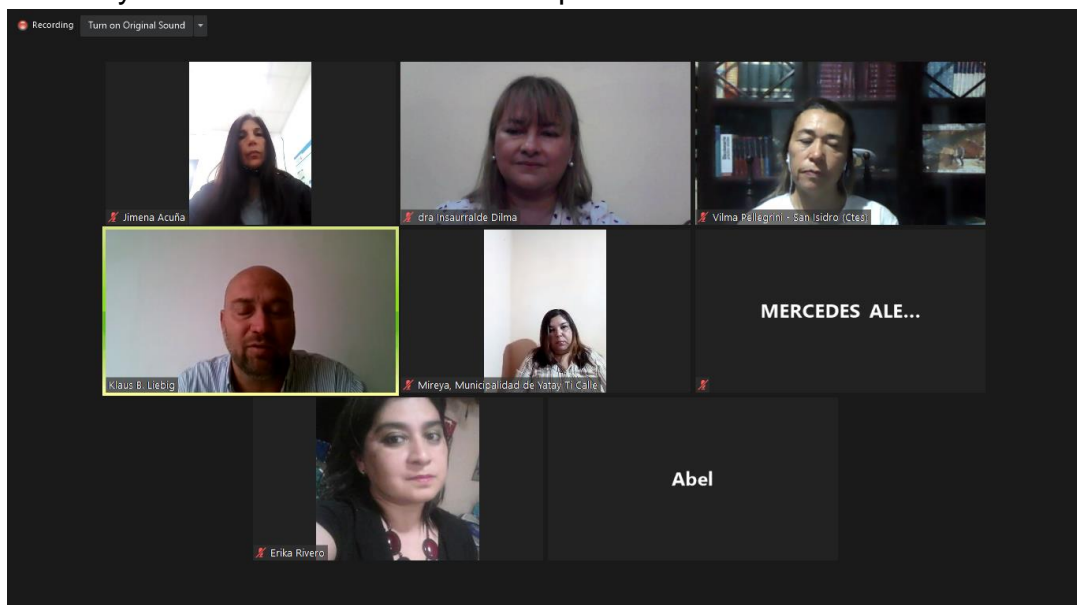 Recording Turn on Original Sound
Jimena Acuña
dra Insaurralde Dilma
Vilma Pellegrini - San Isidro (Ctes)
Klaus B. Liebig
Mireya, Municipalidad de Yatay Ti Calle
MERCEDES ALE...
Erika Rivero
Abel